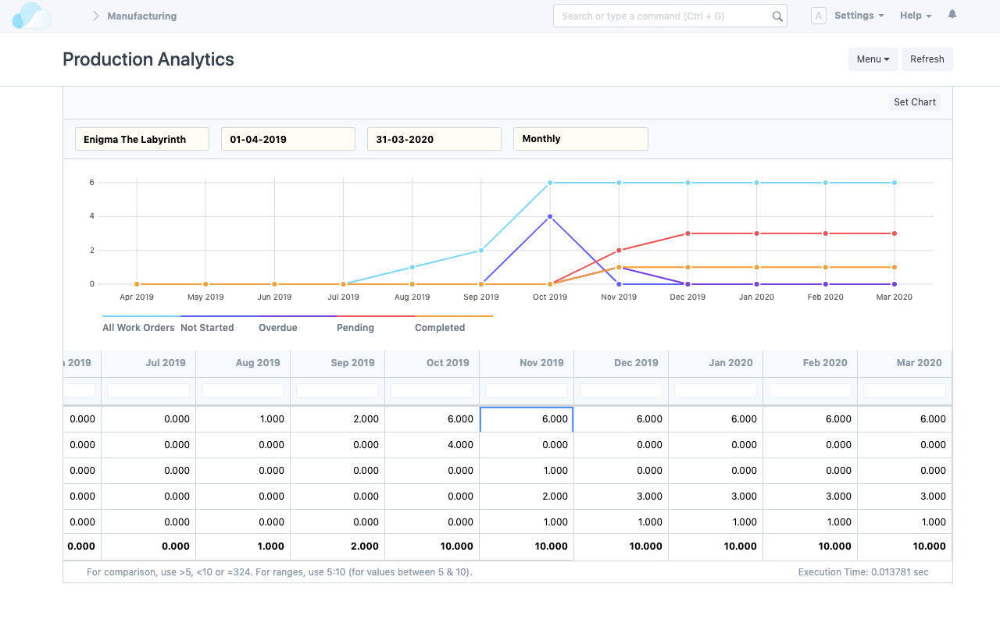 Manufacturing
Search or type a command (Ctrl + G)
A
Settings
Help
Production Analytics
Menu
Refresh
Set Chart
Enigma The Labyrinth
01-04-2019
31-03-2020
Monthly
6
4
2
0
Apr 2019 May 2019 Jun 2019 Jul 2019 Aug 2019 Sep 2019 Oct 2019 Nov 2019 Dec 2019 Jan 2020 Feb 2020 Mar 2020
All Work Orders Not Started Overdue Pending Completed
2019 Jul 2019 Aug 2019 Sep 2019 Oct 2019 Nov 2019 Dec 2019 Jan 2020 Feb 2020 Mar 2020
0.000 0.000 1.000 2.000 6.000 6.000 6.000 6.000 6.000 6.000
0.000 0.000 0.000 0.000 4.000 0.000 0.000 0.000 0.000 0.000
0.000 0.000 0.000 0.000 0.000 1.000 0.000 0.000 0.000 0.000
0.000 0.000 0.000 0.000 0.000 2.000 3.000 3.000 3.000 3.000
0.000 0.000 0.000 0.000 0.000 1.000 1.000 1.000 1.000 1.000
0.000 0.000 1.000 2.000 10.000 10.000 10.000 10.000 10.000 10.000
For comparison, use >5, <10 or =324. For ranges, use 5:10 (for values between 5 & 10).
Execution Time: 0.013781 sec